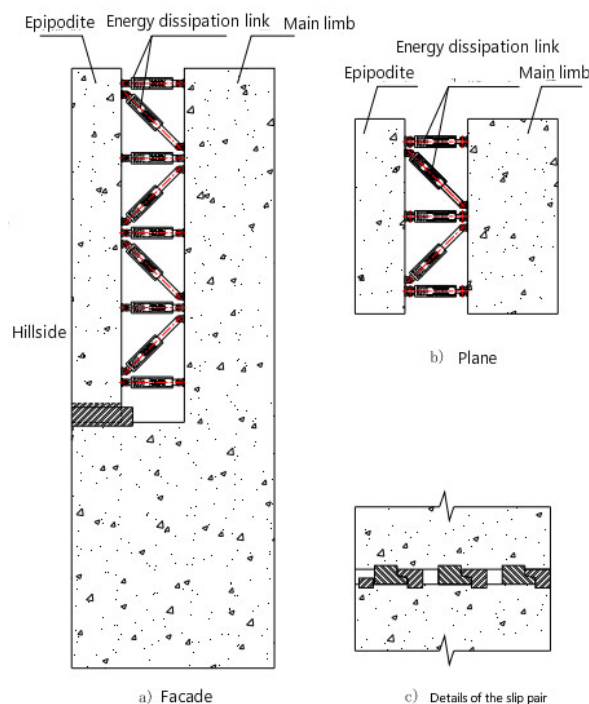 Epipodite Energy dissipation link Main limb
Hillside
a) Facade
Energy dissipation link
Epipodite Main limb
b) Plane
c) Details of the slip pair